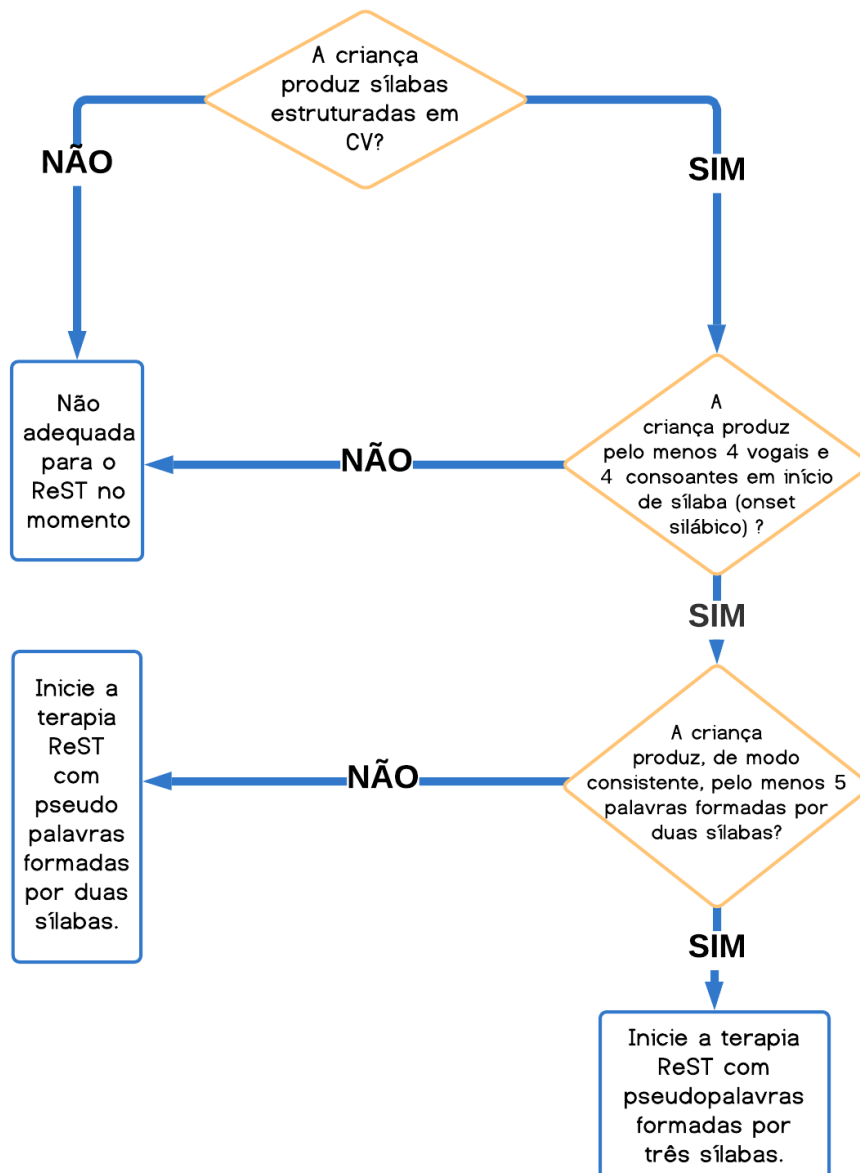 A criança
produz sílabas
estruturadas em
CV?
NÃO
SIM
Não
adequada
para o
ReST no
momento
NÃO
A
criança produz
pelo menos 4 vogais e
4 consoantes em início
de sílaba (onset
silábico) ?
SIM
Inicie a
terapia
ReST
com
pseudo
palavras
formadas
por duas
sílabas.
NÃO
A criança
produz, de modo
consistente, pelo menos 5
palavras formadas por
duas sílabas?
SIM
Inicie a terapia
ReST com
pseudopalavras
formadas por
três sílabas.